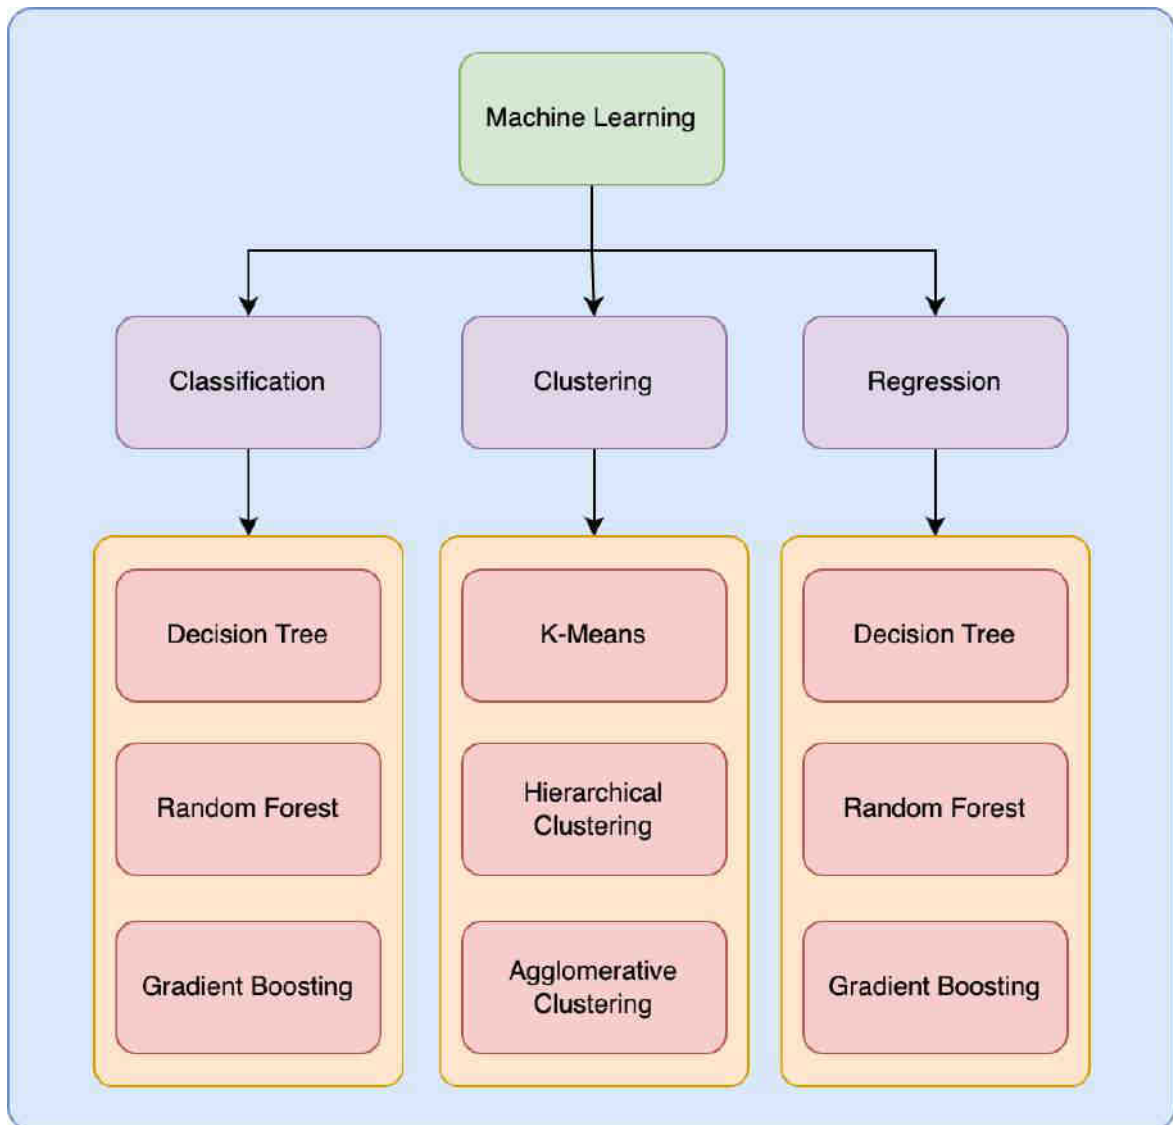 Machine Learning
Classification
Clustering
Regression
Decision Tree
K-Means
Decision Tree
Random Forest
Hierarchical
Clustering
Random Forest
Gradient Boosting
Agglomerative
Clustering
Gradient Boosting